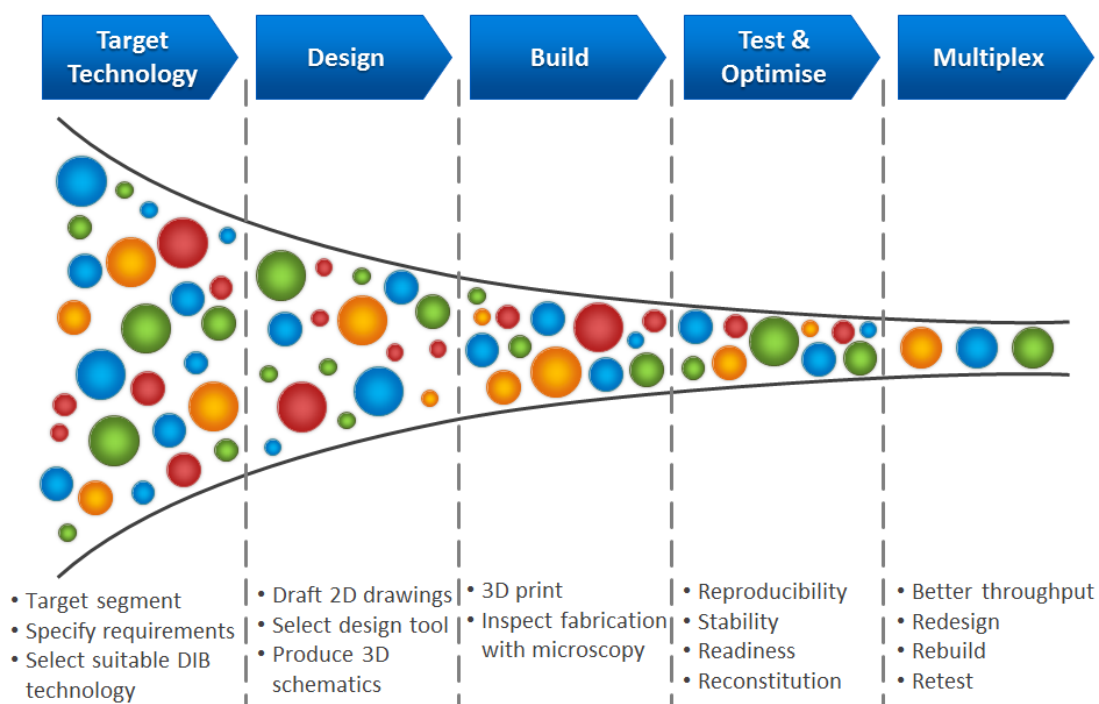 Target
Technology
Design
Build
Test &
Optimise
Multiplex
• Target segment
• Specify requirements
• Select suitable DIB
technology
• Draft 2D drawings
• Select design tool
• Produce 3D
schematics
• 3D print
• Inspect fabrication
with microscopy
• Reproducibility
• Stability
• Readiness
• Reconstitution
• Better throughput
• Redesign
• Rebuild
• Retest